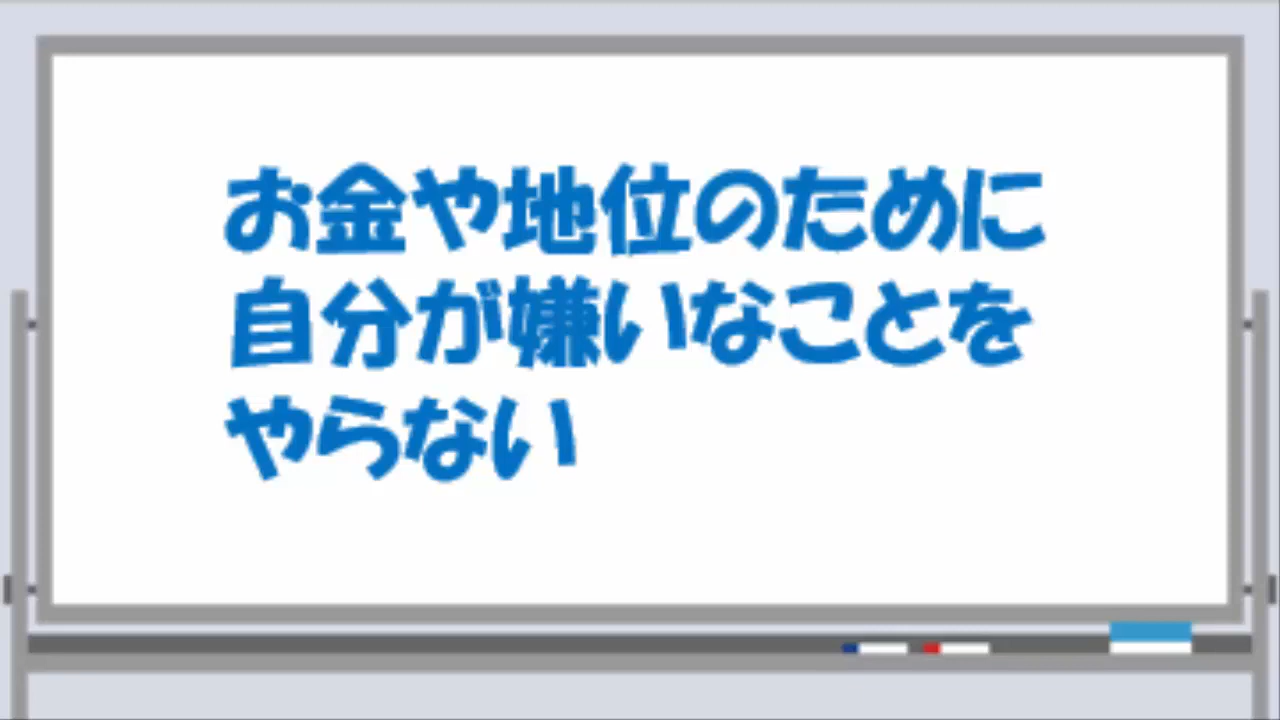 お金や地位のために
自分が嫌いなことを
やらない